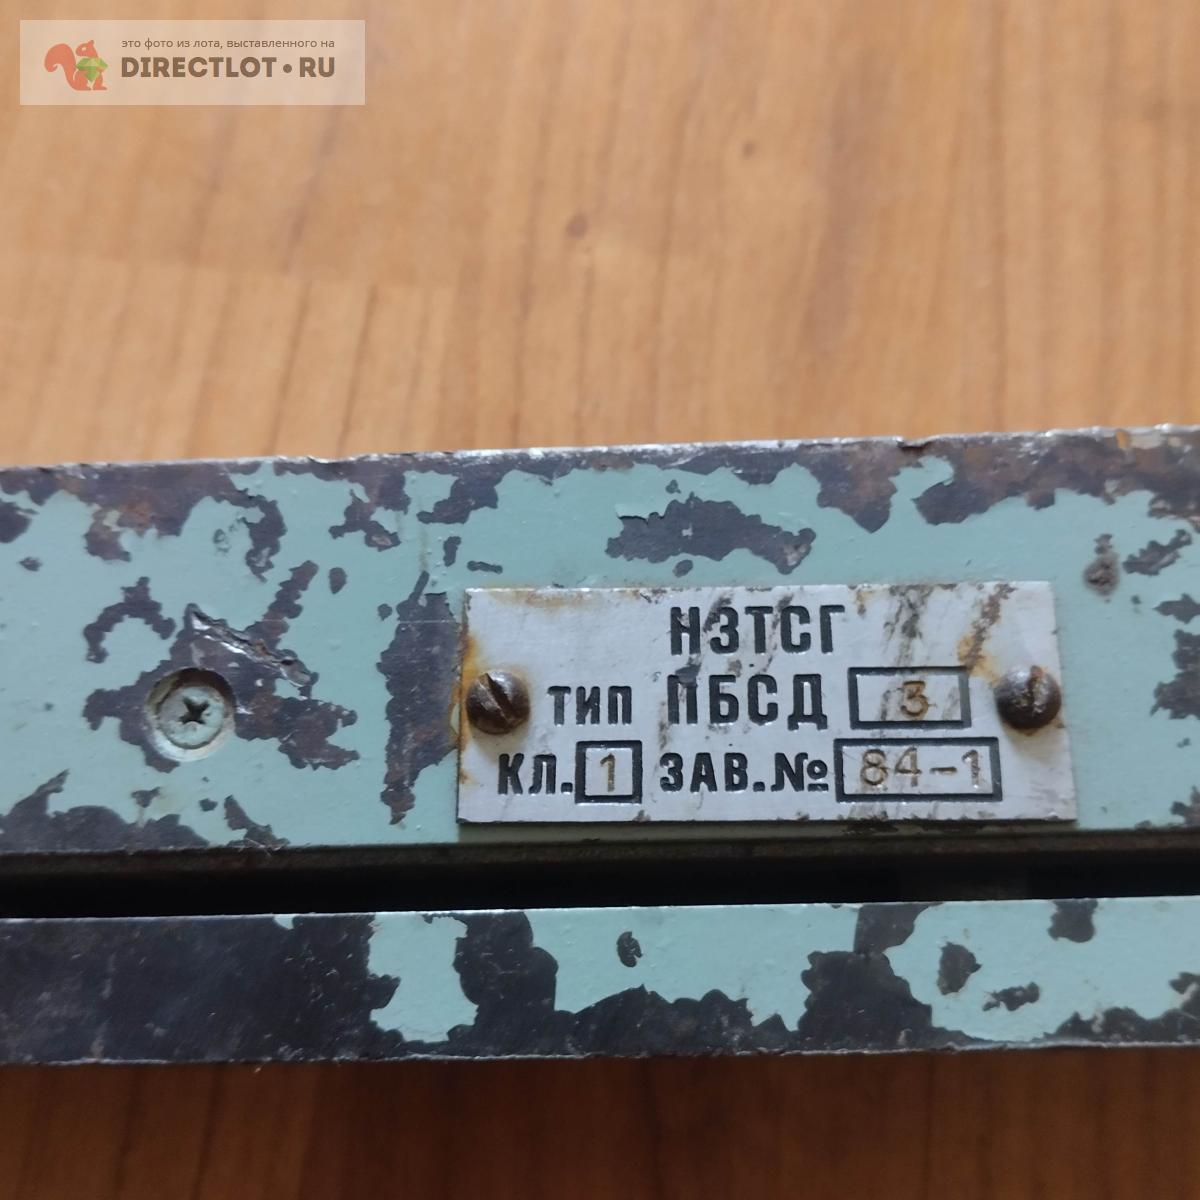 это фото из лота, выставленного на
DIRECTLOT•RU
НЗТСГ
ТИП ПБСД 3
КЛ. 1 ЗАВ.№ 84-1